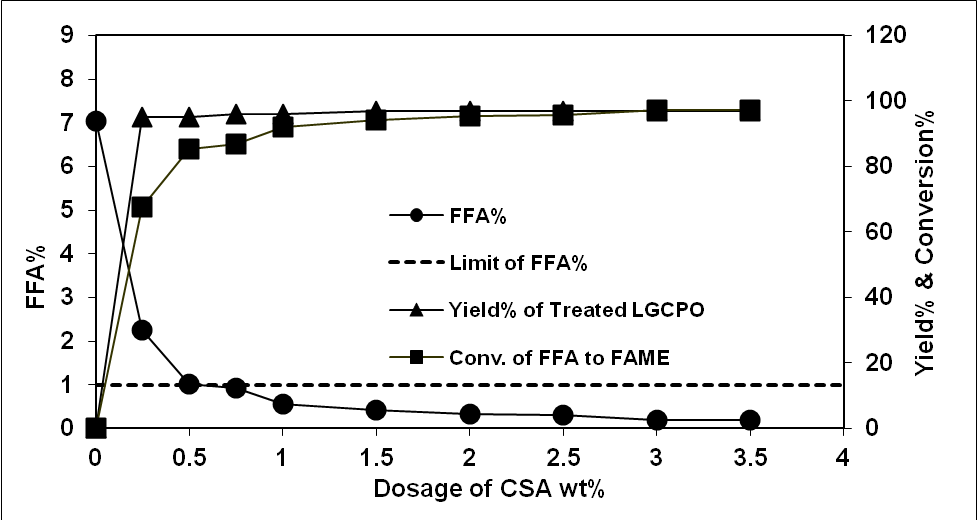 9
8
7
6
5
4
3
2
1
0
FFA%
120
100
80
60
40
20
0
Yield% & Conversion%
FFA%
Limit of FFA%
Yield% of Treated LGCPO
Conv. of FFA to FAME
0 0.5 1 1.5 2 2.5 3 3.5 4
Dosage of CSA wt%